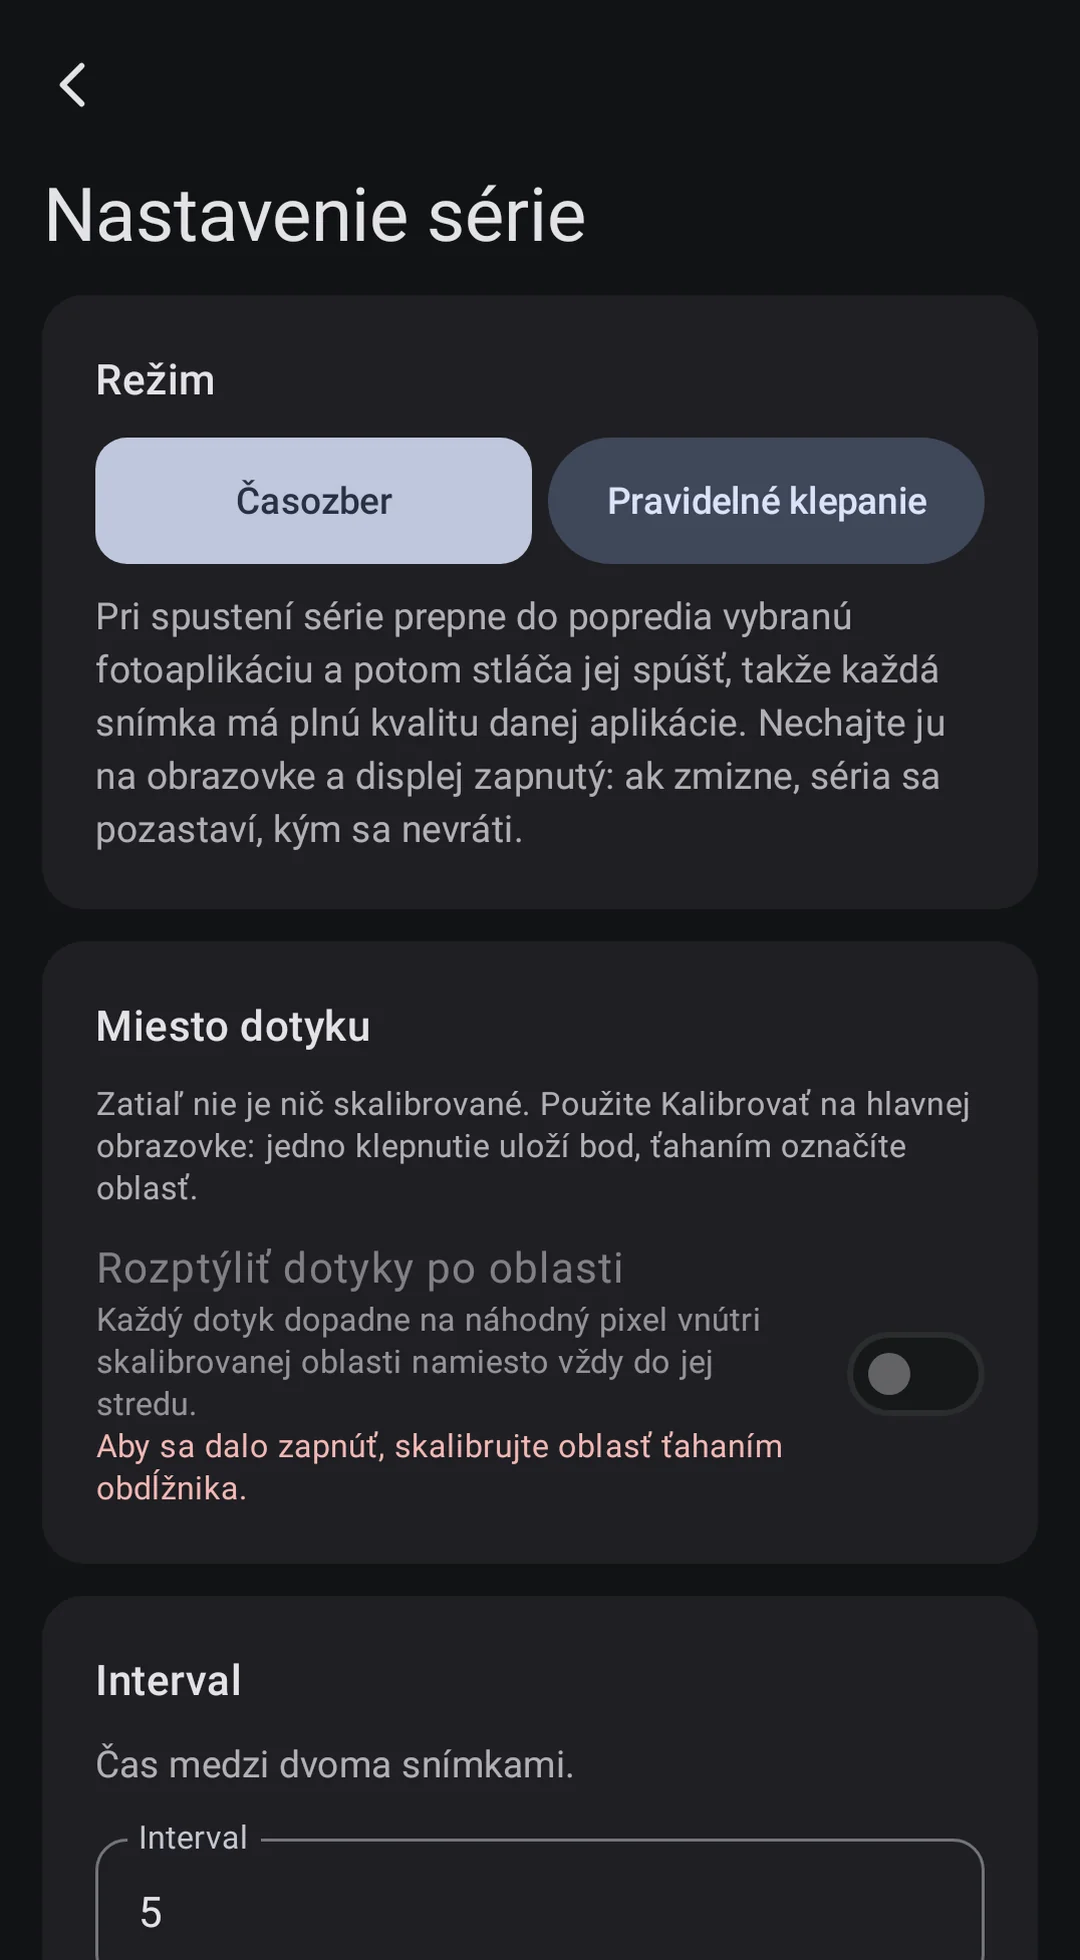 Nastavenie série
Režim
Časozber
Pravidelné klepanie
Pri spustení série prepne do popredia vybranú
fotoaplikáciu a potom stláča jej spúšť, takže každá
snímka má plnú kvalitu danej aplikácie. Nechajte ju
na obrazovke a displej zapnutý: ak zmizne, séria sa
pozastaví, kým sa nevráti.
Miesto dotyku
Zatiaľ nie je nič skalibrované. Použite Kalibrovať na hlavnej
obrazovke: jedno klepnutie uloží bod, ťahaním označíte
oblasť.
Rozptýliť dotyky po oblasti
Každý dotyk dopadne na náhodný pixel vnútri
skalibrovanej oblasti namiesto vždy do jej
stredu.
Aby sa dalo zapnúť, skalibrujte oblasť ťahaním
obdĺžnika.
Interval
Čas medzi dvoma snímkami.
Interval
5